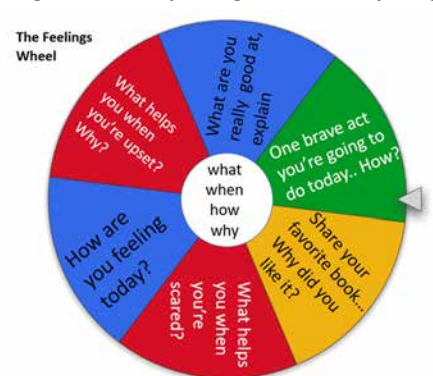 The Feelings
Wheel
What are you
really good at,
explain
One brave act
you're going to
do today.. How?
Share your
favorite book...
Why did you
like it?
What helps
you when
you're
scared?
How are
you feeling
today?
What helps
you when
you're upset?
Why?
what
when
how
why